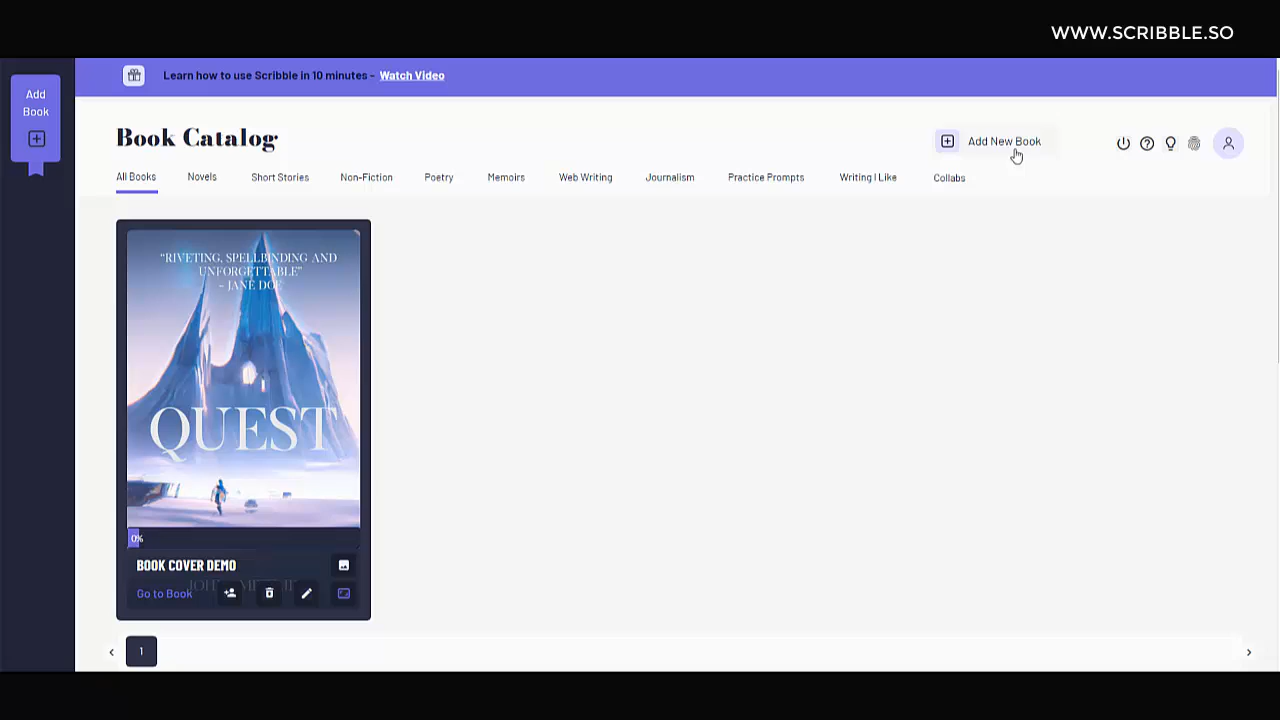 WWW.SCRIBBLE.SO
Add
Book
Learn how to use Scribble in 10 minutes - Watch Video
Book Catalog
Add New Book
All Books
Novels
Short Stories
Non-Fiction
Poetry
Memoirs
Web Writing
Journalism
Practice Prompts
Writing I Like
Collabs
“RIVETING, SPELLBINDING AND
UNFORGETTABLE”
- JANE DOE
QUEST
0%
BOOK COVER DEMO
Go to Book
1